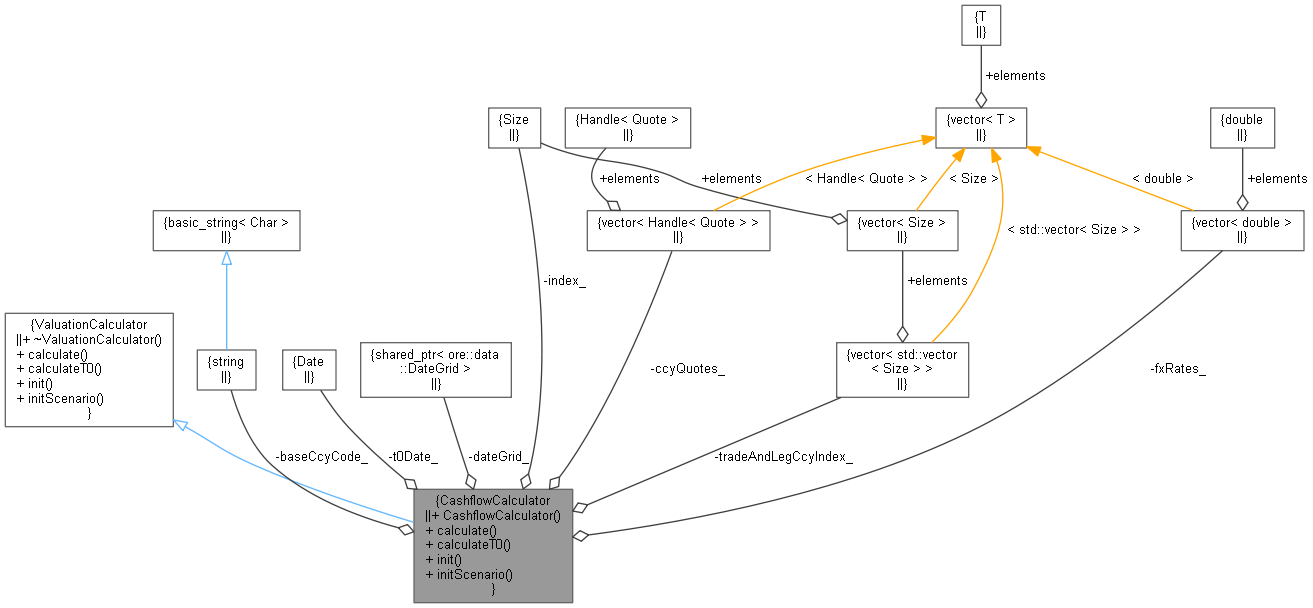 {T
||}
+elements
{Size
||}
{Handle< Quote >
||}
{vector< T >
||}
{double
||}
+elements
+elements
< Handle< Quote > >
< Size >
< double >
+elements
{basic_string< Char >
||}
{vector< Handle< Quote > >
||}
{vector< Size >
||}
< std::vector< Size > >
{vector< double >
||}
-index_
+elements
{ValuationCalculator
||+ ~ValuationCalculator()
+ calculate()
+ calculateT0()
+ init()
+ initScenario()
}
{string
||}
{Date
||}
{shared_ptr< ore::data
::DateGrid >
||}
-ccyQuotes_
{vector< std::vector
< Size > >
||}
-fxRates_
-baseCcyCode_
-t0Date_
-dateGrid_
-tradeAndLegCcyIndex_
{CashflowCalculator
||+ CashflowCalculator()
+ calculate()
+ calculateT0()
+ init()
+ initScenario()
}